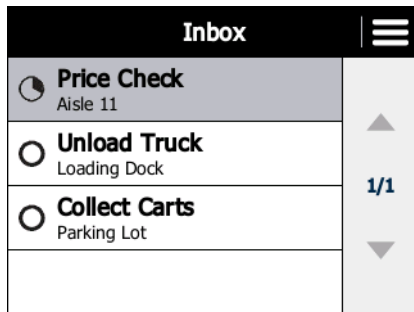 Inbox
Price Check
Aisle 11
Unload Truck
Loading Dock
1/1
Collect Carts
Parking Lot